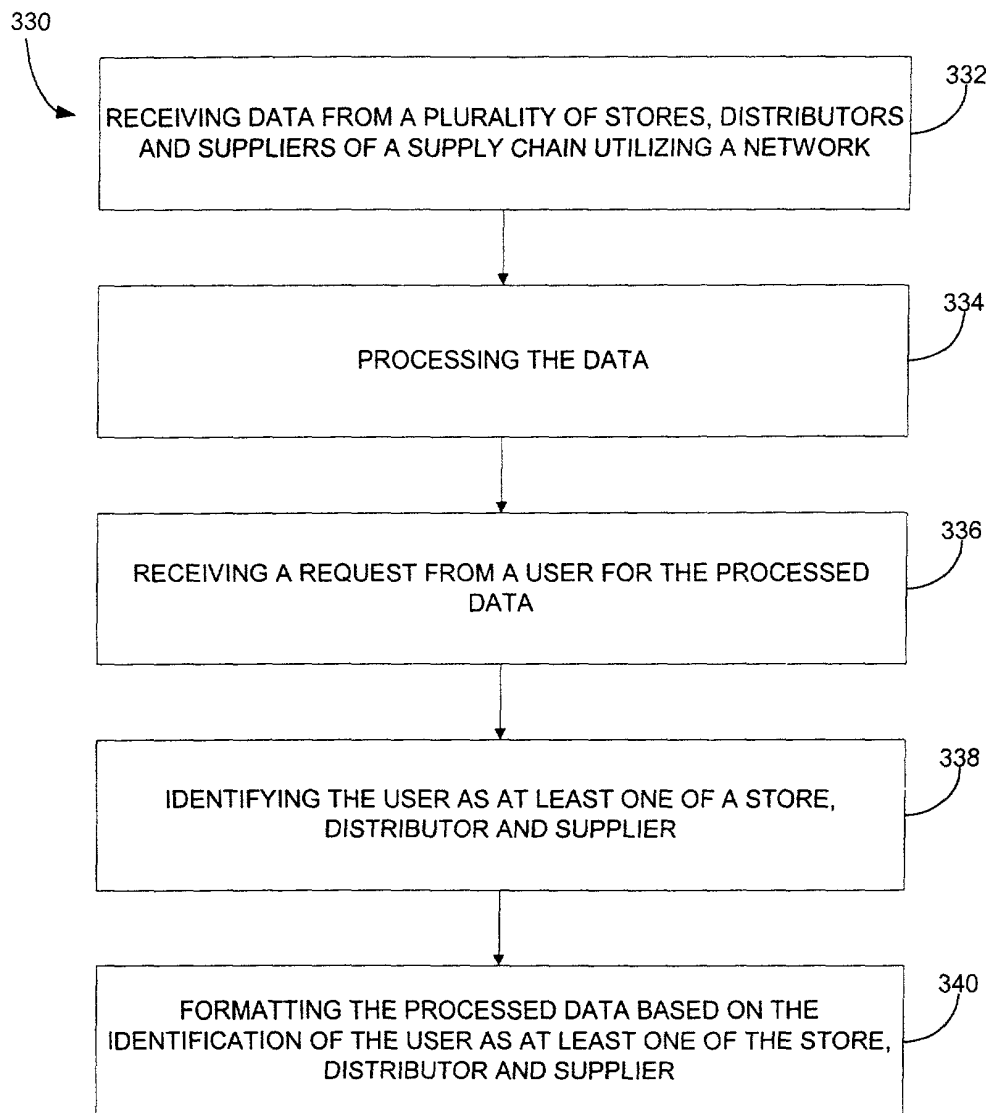 330
332
RECEIVING DATA FROM A PLURALITY OF STORES, DISTRIBUTORS
AND SUPPLIERS OF A SUPPLY CHAIN UTILIZING A NETWORK
334
PROCESSING THE DATA
336
RECEIVING A REQUEST FROM A USER FOR THE PROCESSED
DATA
338
IDENTIFYING THE USER AS AT LEAST ONE OF A STORE,
DISTRIBUTOR AND SUPPLIER
340
FORMATTING THE PROCESSED DATA BASED ON THE
IDENTIFICATION OF THE USER AS AT LEAST ONE OF THE STORE,
DISTRIBUTOR AND SUPPLIER